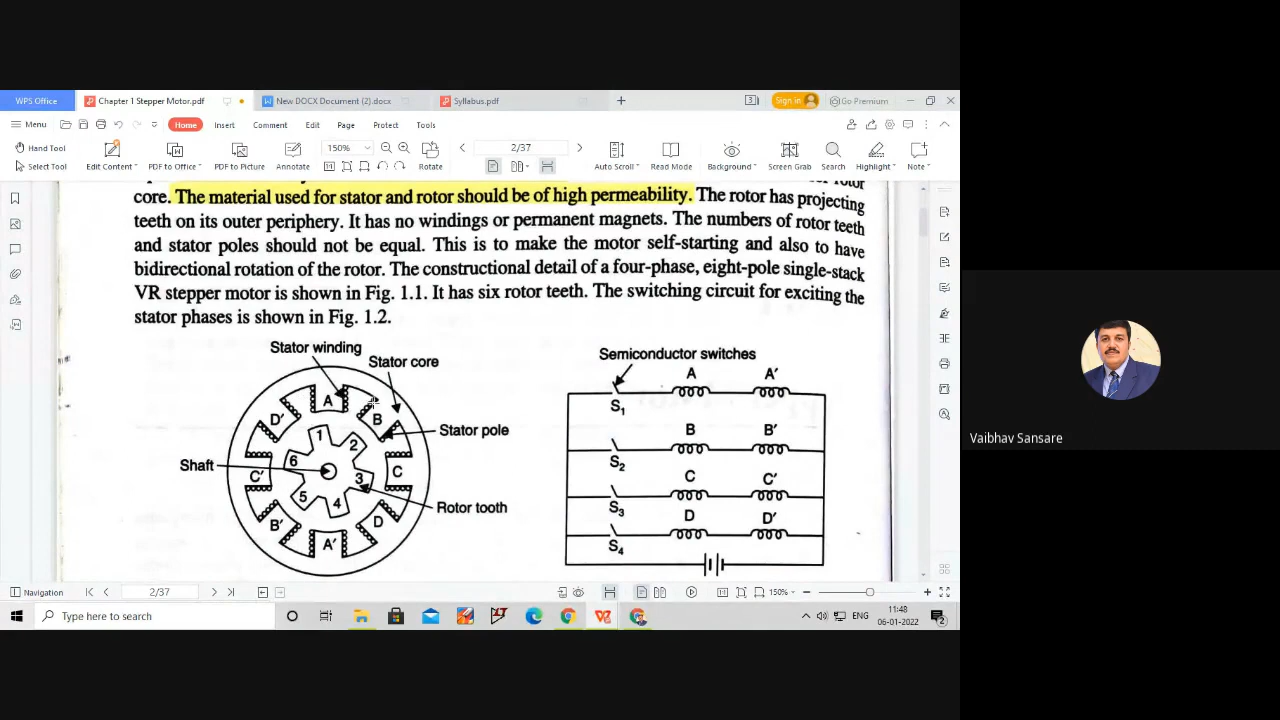 WPS Office
Chapter 1 Stepper Motor.pdf
New DOCX Document (2).docx
Syllabus.pdf
3
Sign in
Go Premium
Menu
Home
Insert
Comment
Edit
Page
Protect
Tools
Hand Tool
Select Tool
Edit Content
PDF to Office
PDF to Picture
Annotate
150%
Rotate
2/37
Auto Scroll
Read Mode
Background
Screen Grab
Search
Highlight
Note
rotor
core. The material used for stator and rotor should be of high permeability. The rotor has projecting
teeth on its outer periphery. It has no windings or permanent magnets. The numbers of rotor teeth
and stator poles should not be equal. This is to make the motor self-starting and also to have
bidirectional rotation of the rotor. The constructional detail of a four-phase, eight-pole single-stack
VR stepper motor is shown in Fig. 1.1. It has six rotor teeth. The switching circuit for exciting the
stator phases is shown in Fig. 1.2.
Stator winding
Stator core
Stator pole
Shaft
Rotor tooth
A
B
C
D
A'
B'
C'
D'
1
2
3
4
5
6
Semiconductor switches
A A'
S1
B B'
S2
C C'
S3
D D'
S4
Navigation
2/37
150%
Type here to search
ENG
11:48
06-01-2022
2
Vaibhav Sansare